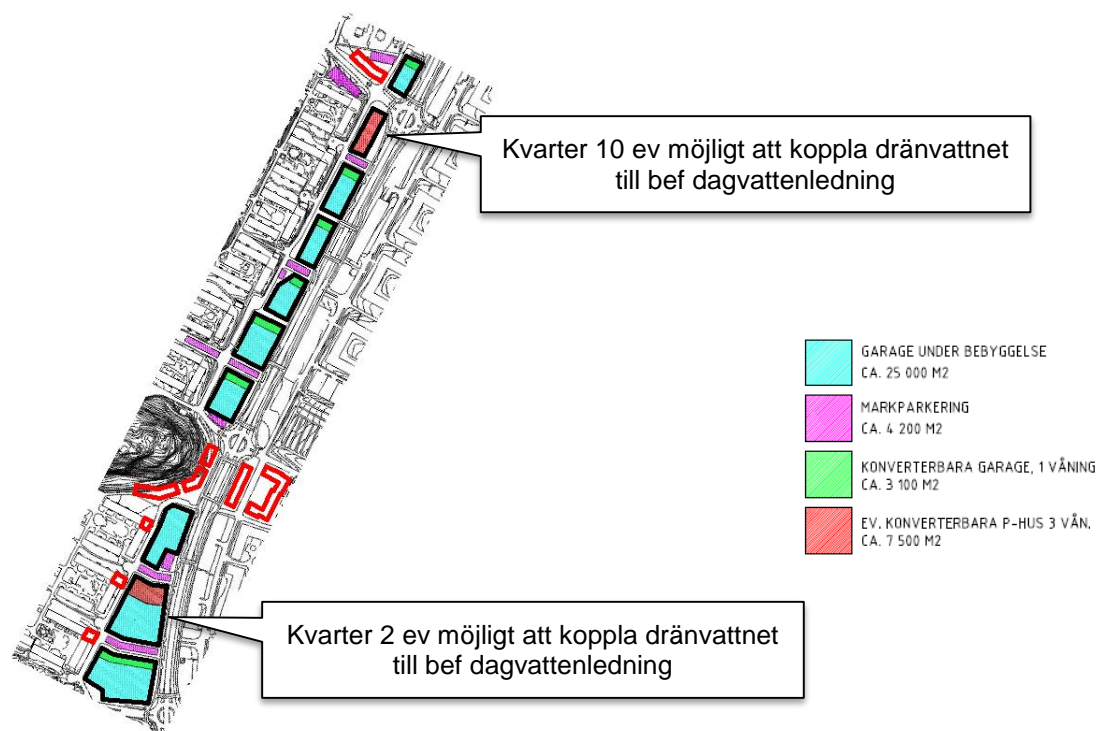 Kvarter 10 ev möjligt att koppla dränvattnet
till bef dagvattenledning
GARAGE UNDER BEBYGGELSE
CA. 25 000 M2
MARKPARKERING
CA. 4 200 M2
KONVERTERBARA GARAGE, 1 VÅNING
CA. 3 100 M2
EV. KONVERTERBARA P-HUS 3 VÅN.
CA. 7 500 M2
Kvarter 2 ev möjligt att koppla dränvattnet
till bef dagvattenledning